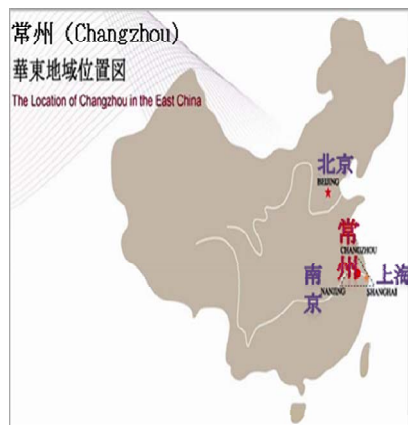 常州 (Changzhou)
華東地域位置図
The Location of Changzhou in the East China
北京
BEIJING
常州
CHANGZHOU
南京
NANJING
上海
SHANGHAI